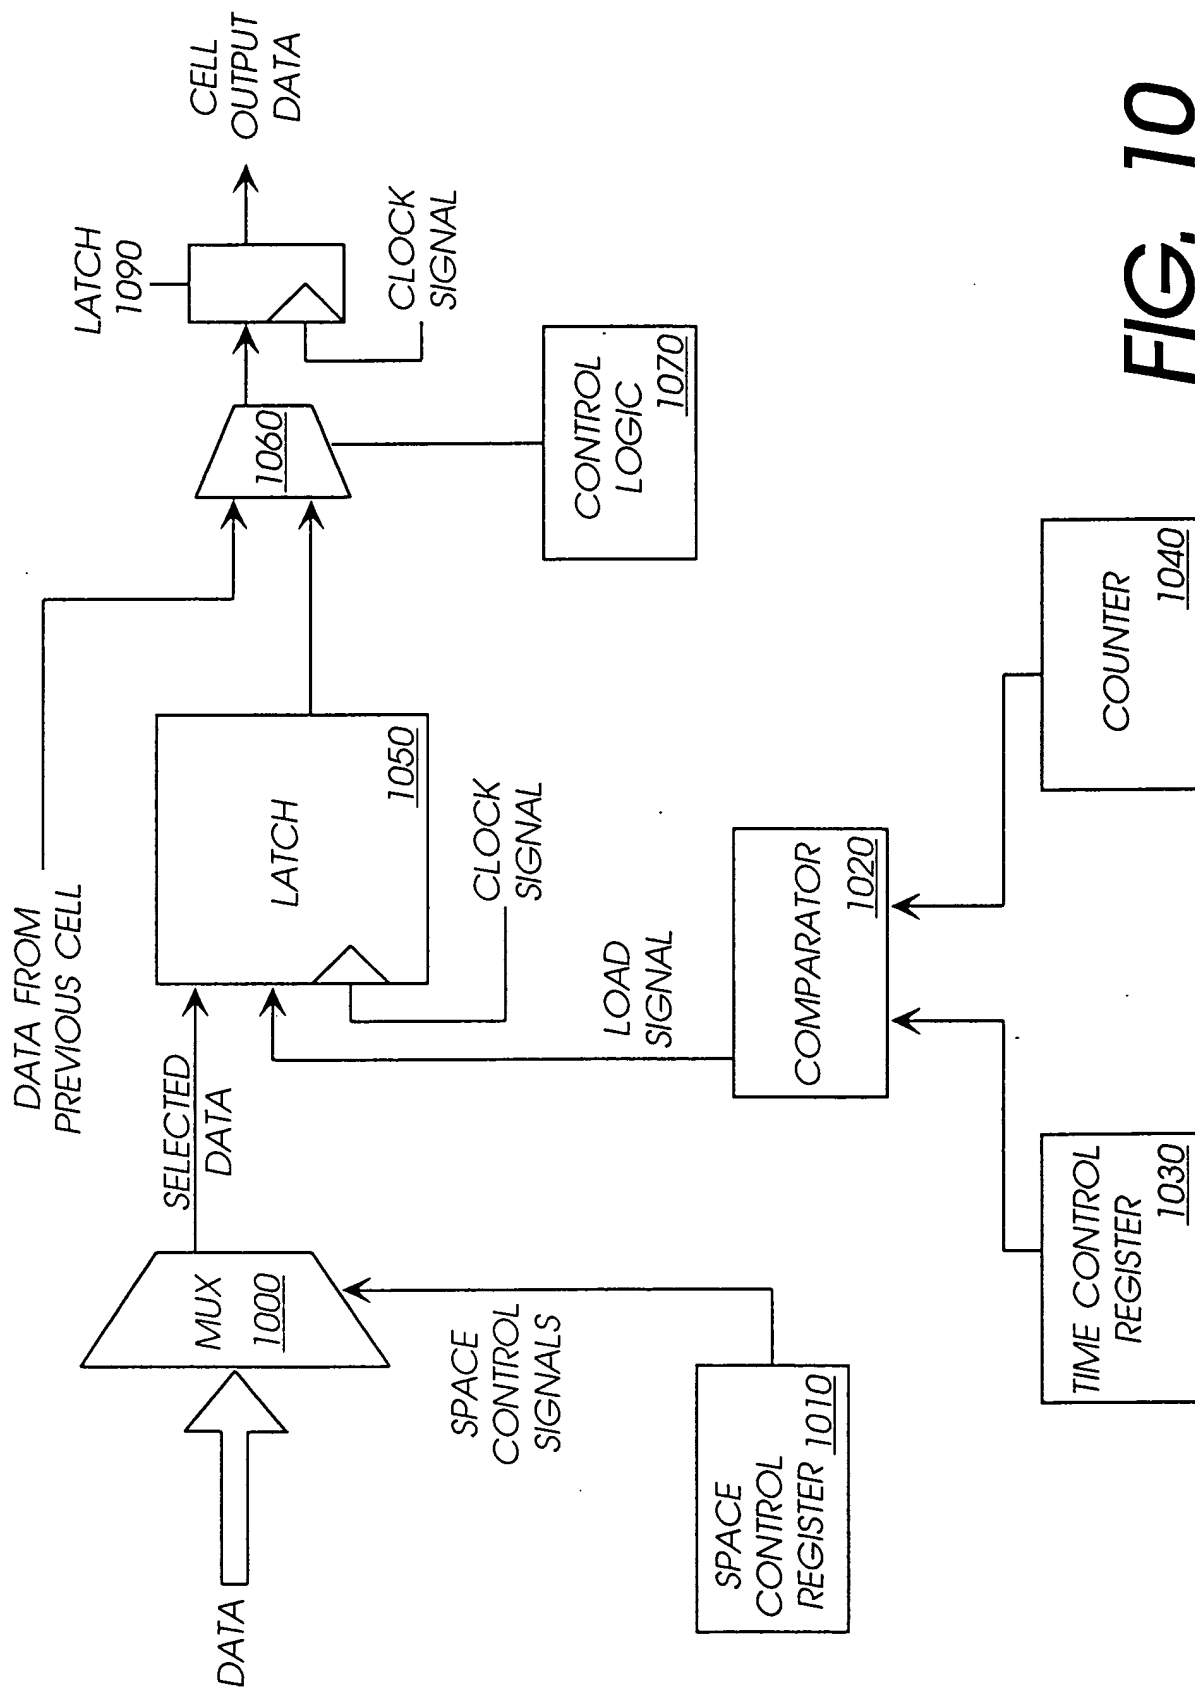 DATA FROM
PREVIOUS CELL
LATCH
1090
CELL
OUTPUT
DATA
DATA
MUX
1000
SELECTED
DATA
LATCH
1050
1060
CLOCK
SIGNAL
CLOCK
SIGNAL
SPACE
CONTROL
SIGNALS
LOAD
SIGNAL
CONTROL
LOGIC
1070
SPACE
CONTROL
REGISTER 1010
COMPARATOR
1020
TIME CONTROL
REGISTER
1030
COUNTER
1040
FIG. 10